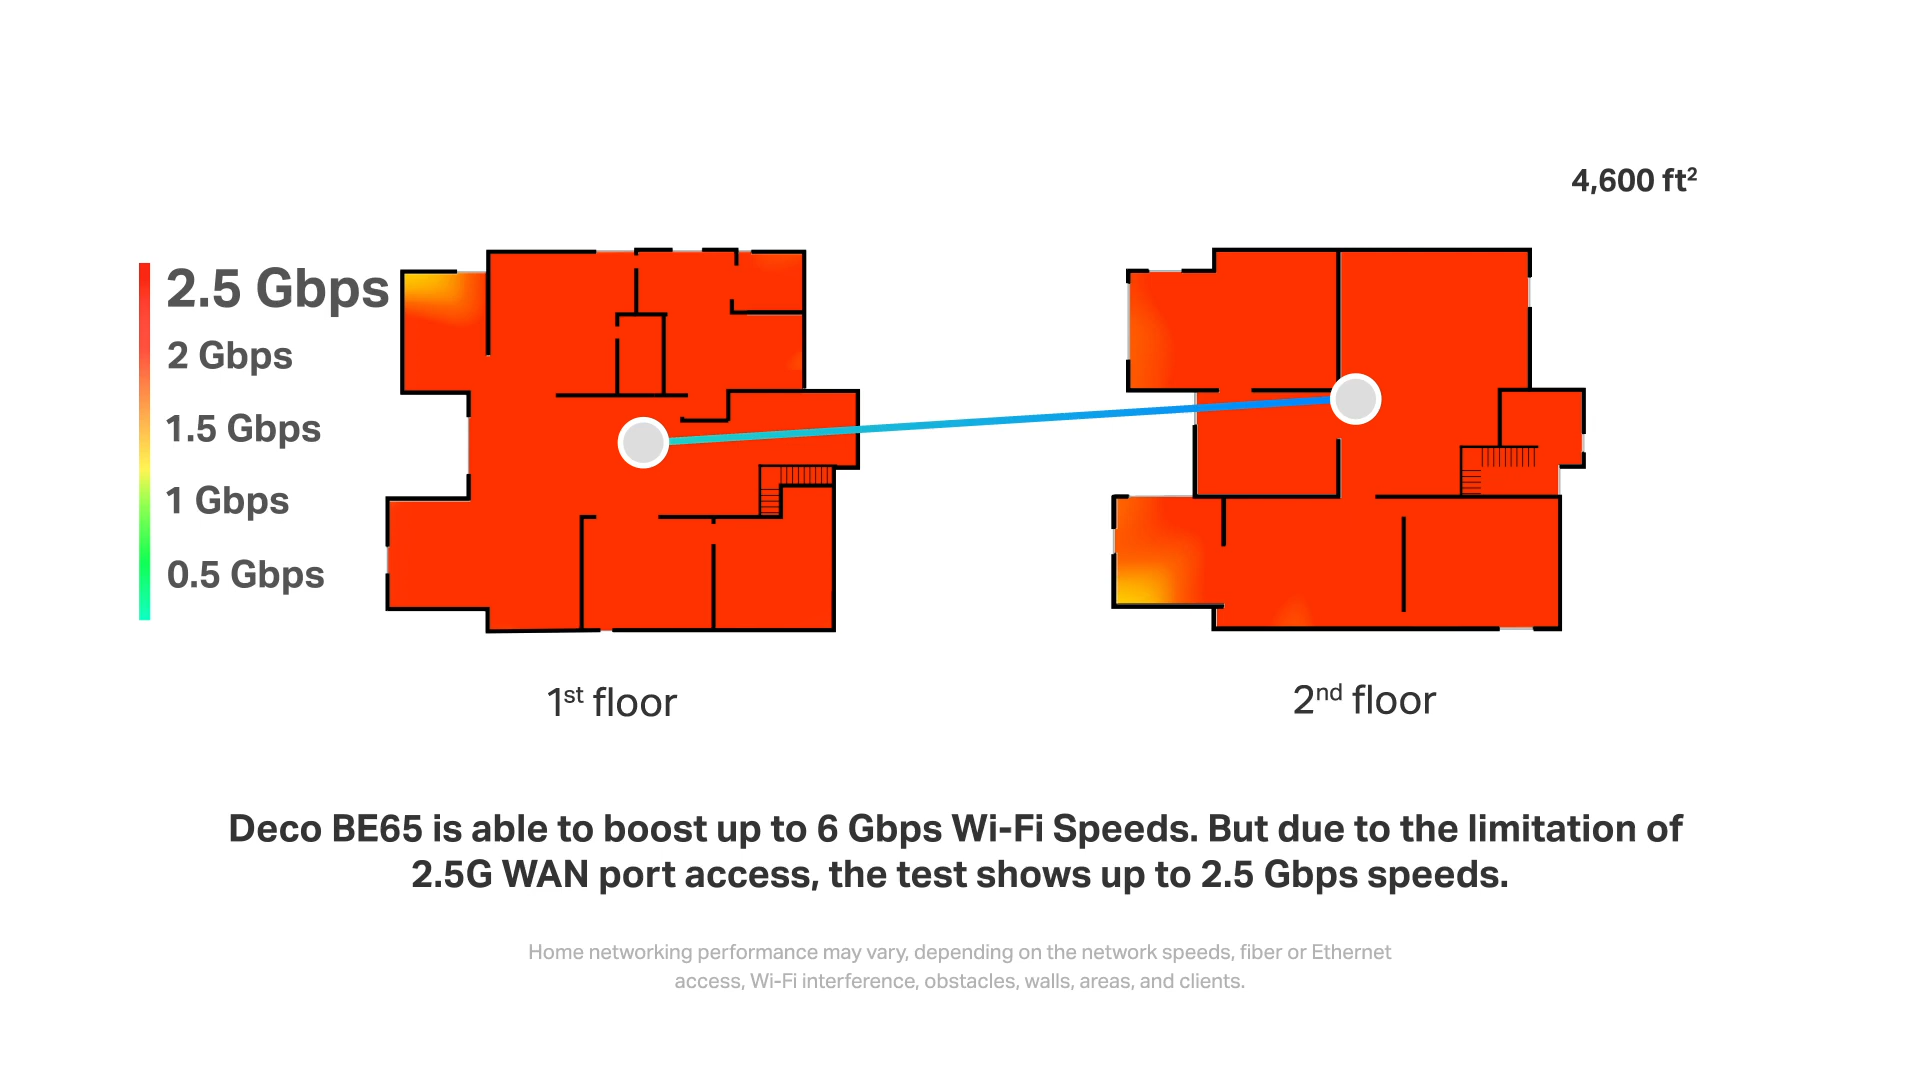 4,600 ft²
2.5 Gbps
2 Gbps
1.5 Gbps
1 Gbps
0.5 Gbps
1st floor
2nd floor
Deco BE65 is able to boost up to 6 Gbps Wi-Fi Speeds. But due to the limitation of
2.5G WAN port access, the test shows up to 2.5 Gbps speeds.
Home networking performance may vary, depending on the network speeds, fiber or Ethernet
access, Wi-Fi interference, obstacles, walls, areas, and clients.